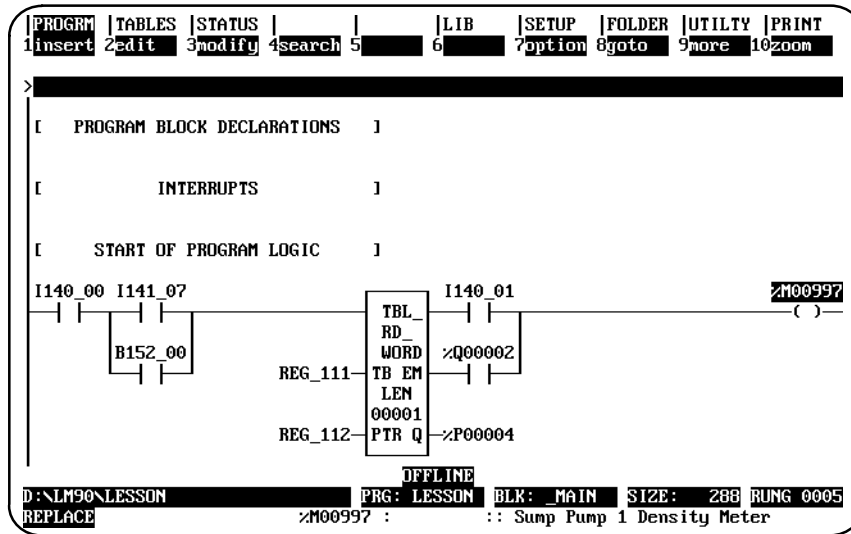 PROGRM |TABLES |STATUS | | |LIB |SETUP |FOLDER |UTILTY |PRINT
1insert 2edit 3modify 4search 5 6 7option 8goto 9more 10zoom
>
[ PROGRAM BLOCK DECLARATIONS ]
[ INTERRUPTS ]
[ START OF PROGRAM LOGIC ]
I140_00 I141_07 I140_01 %M00997
TBL_
RD_
B152_00 WORD %Q00002
REG_111 TB EM
LEN
00001
REG_112 PTR Q %P00004
OFFLINE
D:\LM90\LESSON PRG: LESSON BLK: _MAIN SIZE: 288 RUNG 0005
REPLACE %M00997 : :: Sump Pump 1 Density Meter